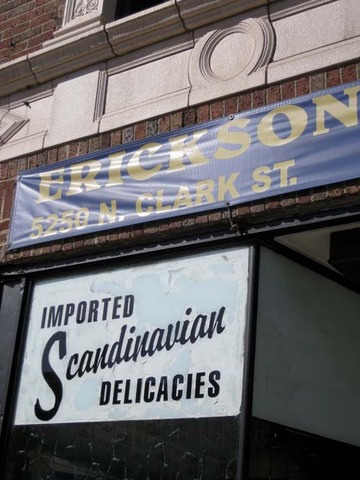 ERICKSON
5250 N. CLARK ST.
IMPORTED
Scandinavian
DELICACIES